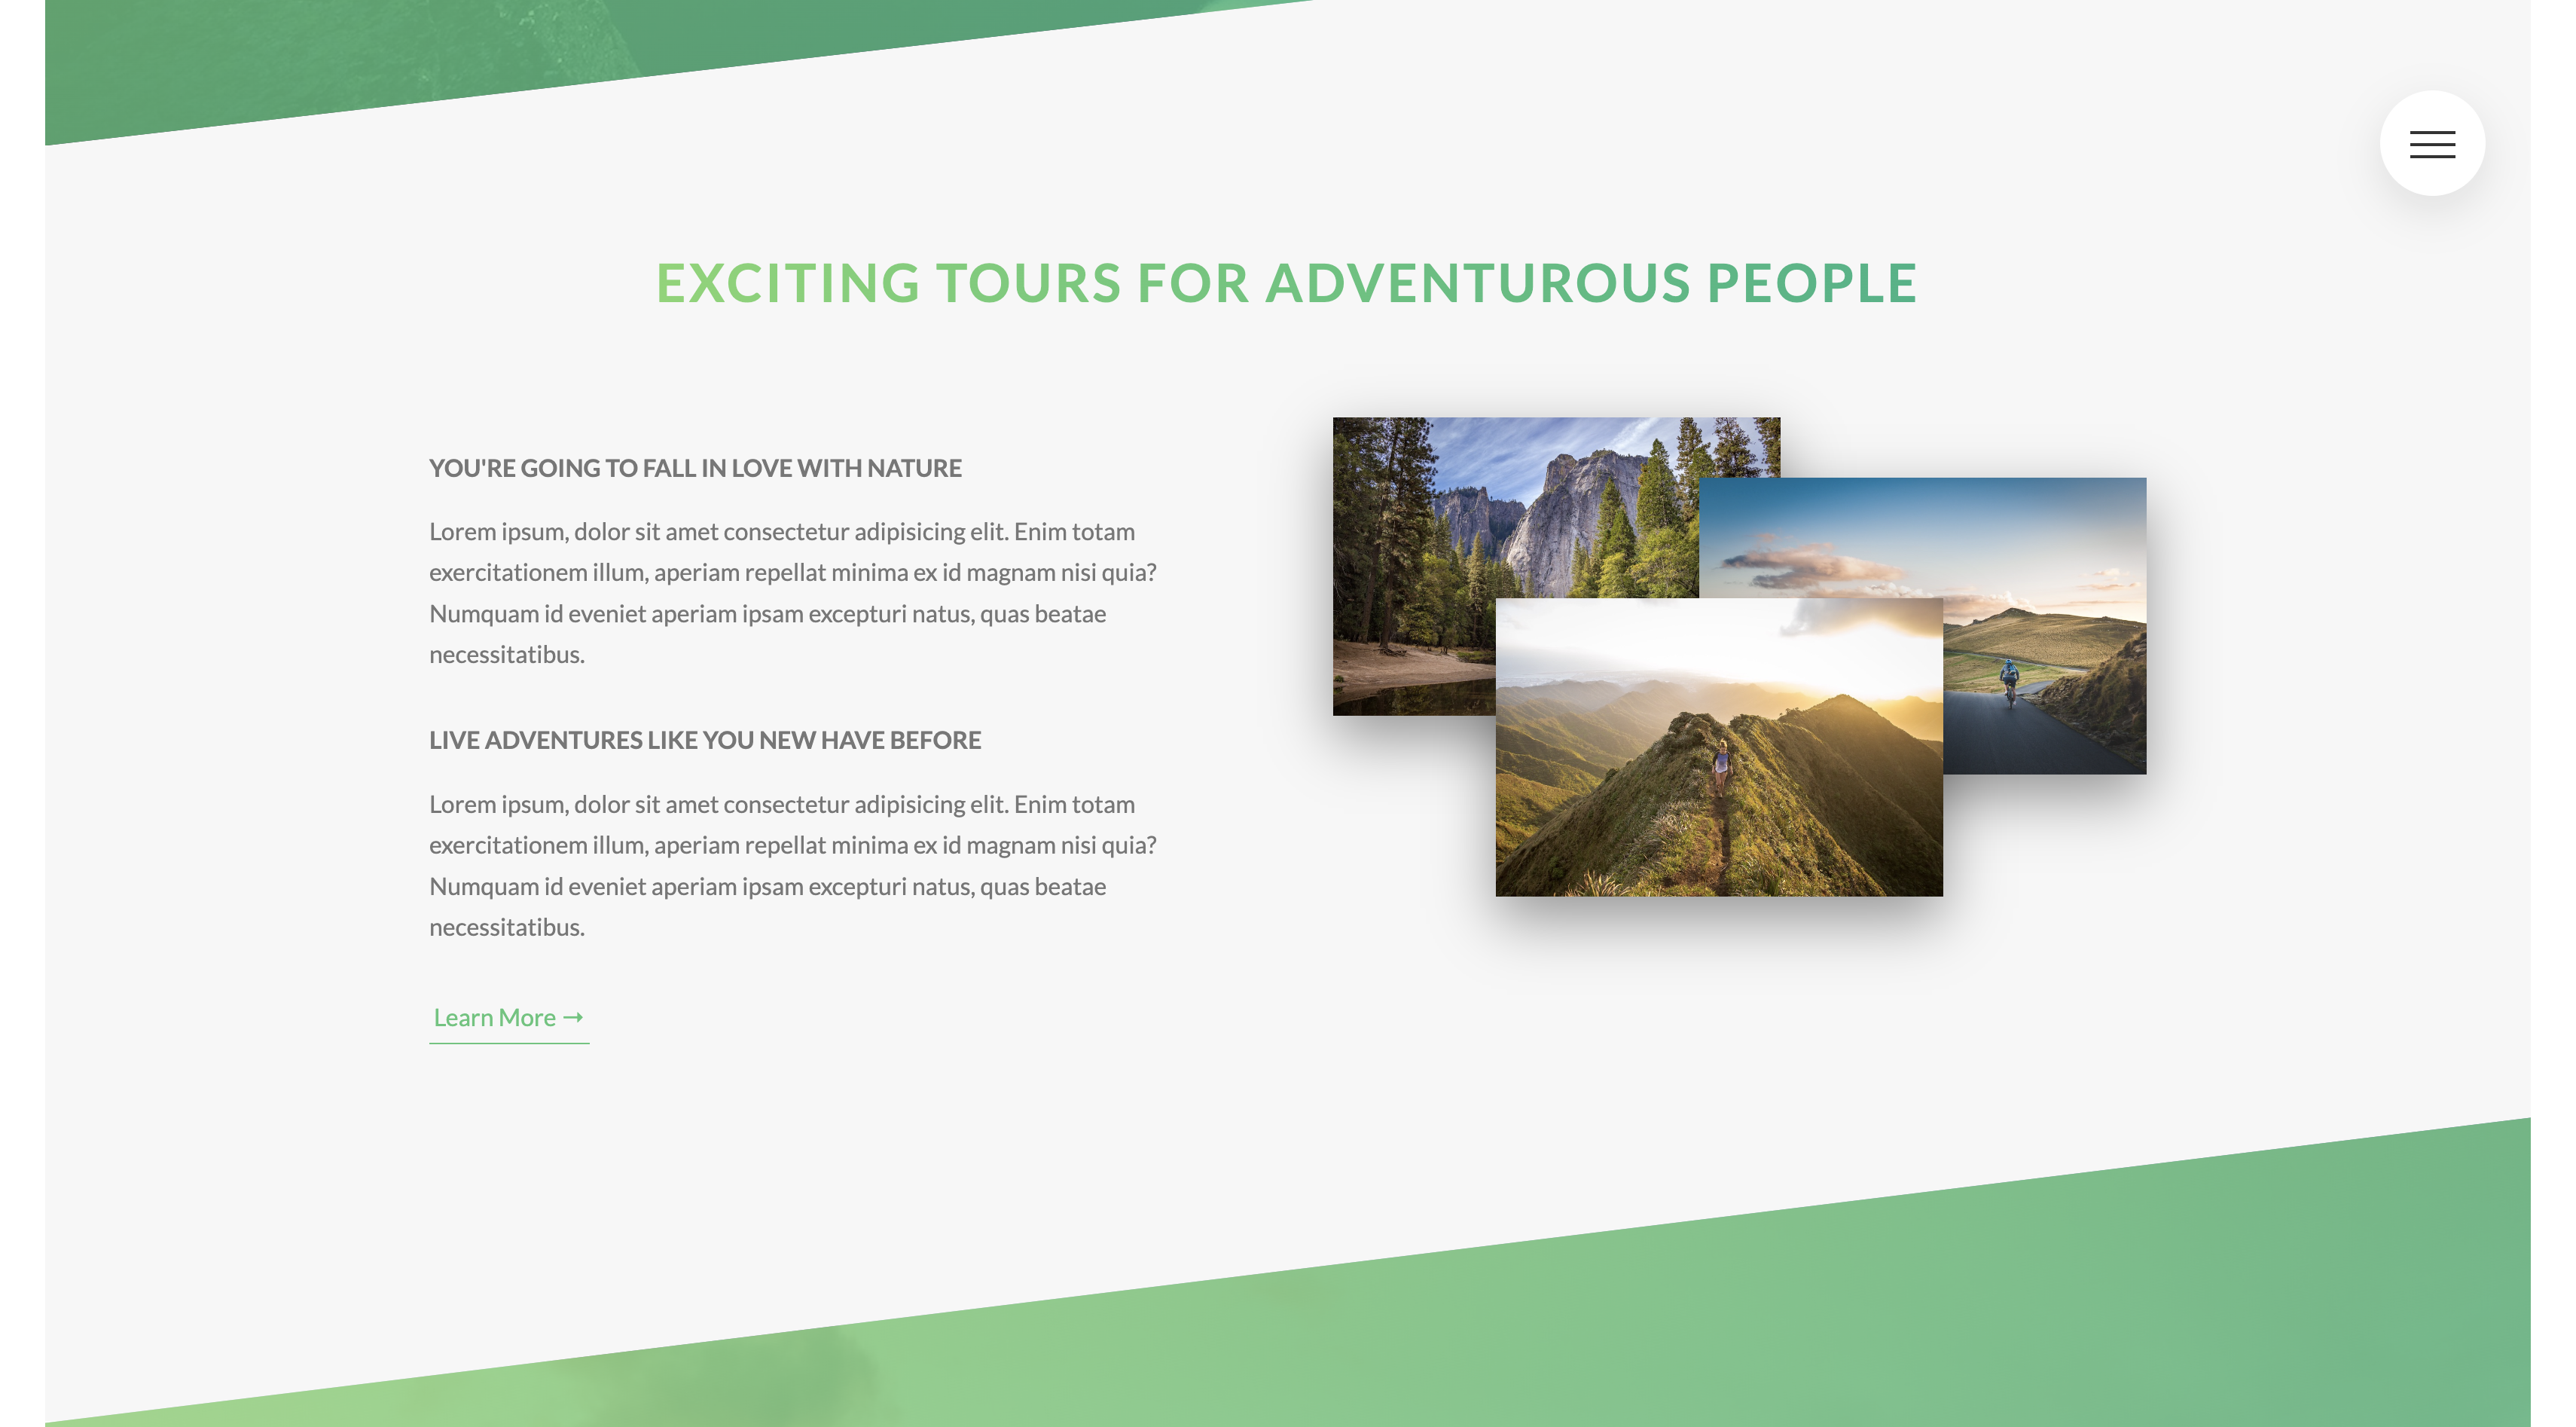 EXCITING TOURS FOR ADVENTUROUS PEOPLE
YOU'RE GOING TO FALL IN LOVE WITH NATURE
Lorem ipsum, dolor sit amet consectetur adipisicing elit. Enim totam
exercitationem illum, aperiam repellat minima ex id magnam nisi quia?
Numquam id eveniet aperiam ipsam excepturi natus, quas beatae
necessitatibus.
LIVE ADVENTURES LIKE YOU NEW HAVE BEFORE
Lorem ipsum, dolor sit amet consectetur adipisicing elit. Enim totam
exercitationem illum, aperiam repellat minima ex id magnam nisi quia?
Numquam id eveniet aperiam ipsam excepturi natus, quas beatae
necessitatibus.
Learn More →